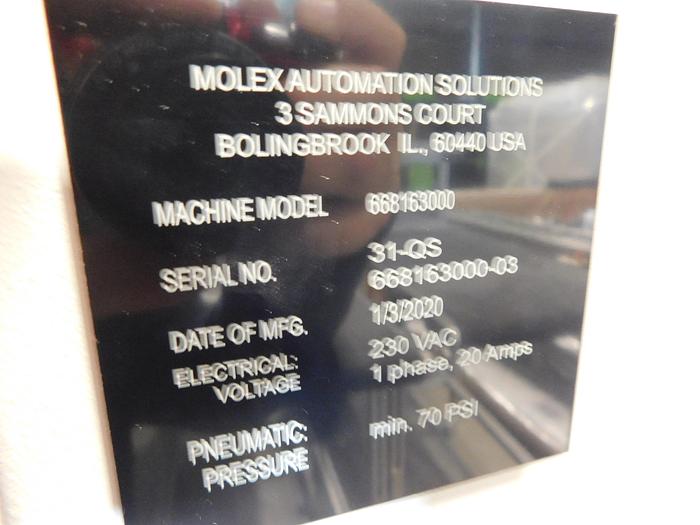 MOLEX AUTOMATION SOLUTIONS
3 SAMMONS COURT
BOLINGBROOK IL., 60440 USA
MACHINE MODEL 668163000
31-QS
SERIAL NO. 668163000-03
DATE OF MFG. 1/3/2020
ELECTRICAL: 230 VAC
VOLTAGE 1 phase, 20 Amps
PNEUMATIC: min. 70 PSI
PRESSURE